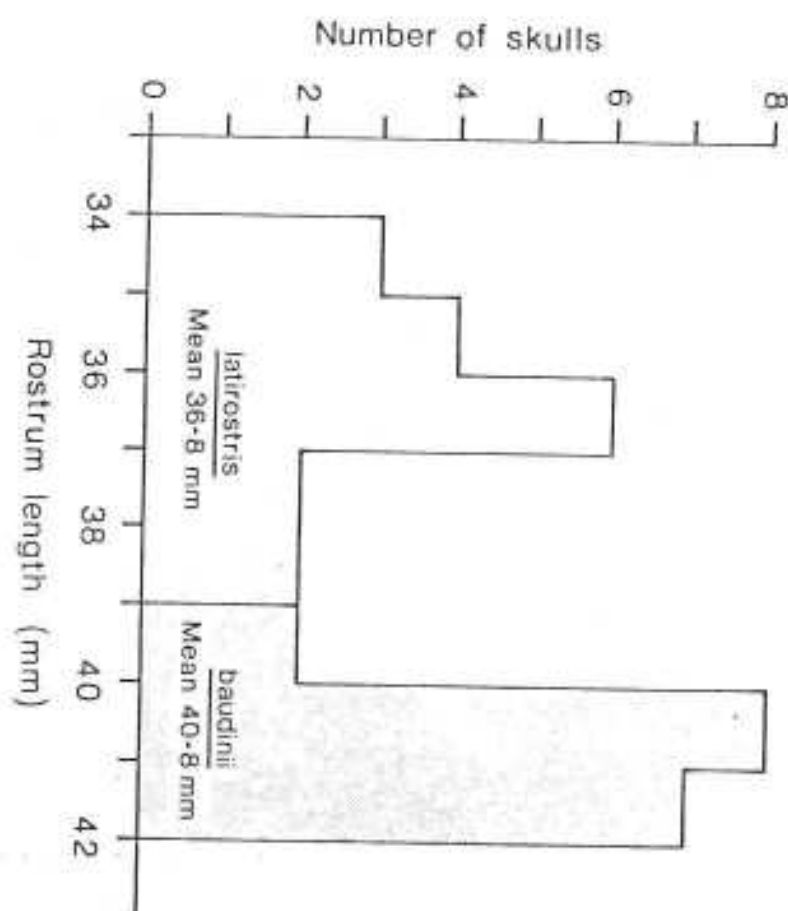 Number of skulls
0 2 4 6 8
34
36
38
40
42
Rostrum length (mm)
latirostris
Mean 36·8 mm
baudinii
Mean 40·8 mm